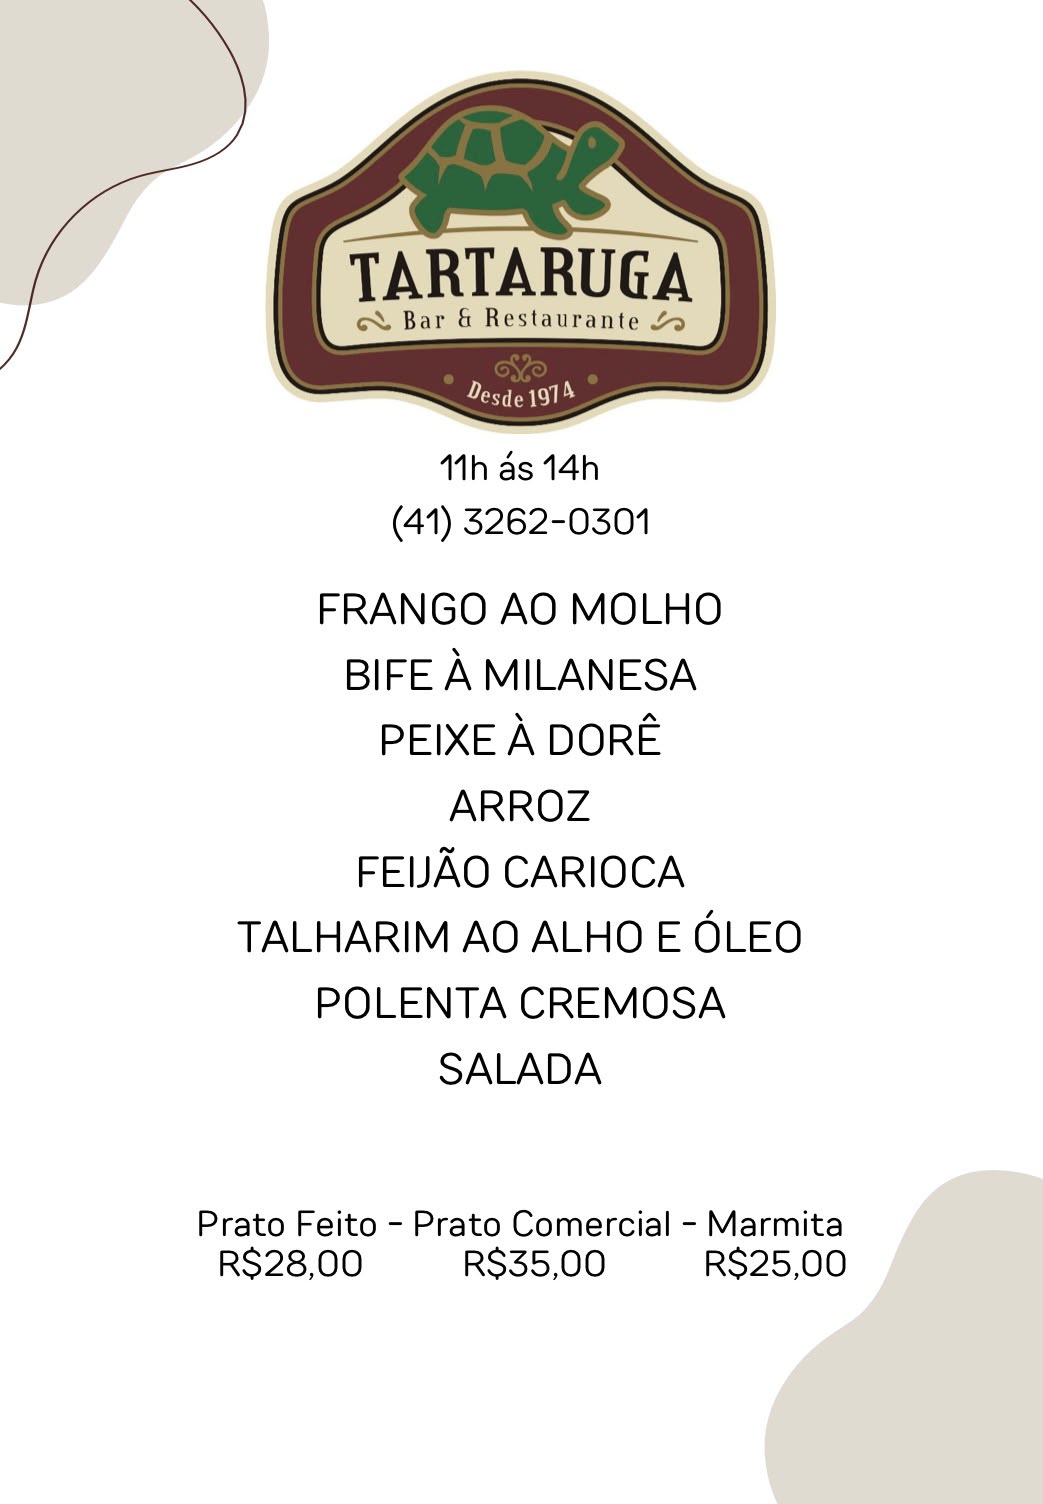 TARTARUGA
Bar & Restaurante
Desde 1974
11h ás 14h
(41) 3262-0301
FRANGO AO MOLHO
BIFE À MILANESA
PEIXE À DORÊ
ARROZ
FEIJÃO CARIOCA
TALHARIM AO ALHO E ÓLEO
POLENTA CREMOSA
SALADA
Prato Feito - Prato Comercial - Marmita
R$28,00 R$35,00 R$25,00